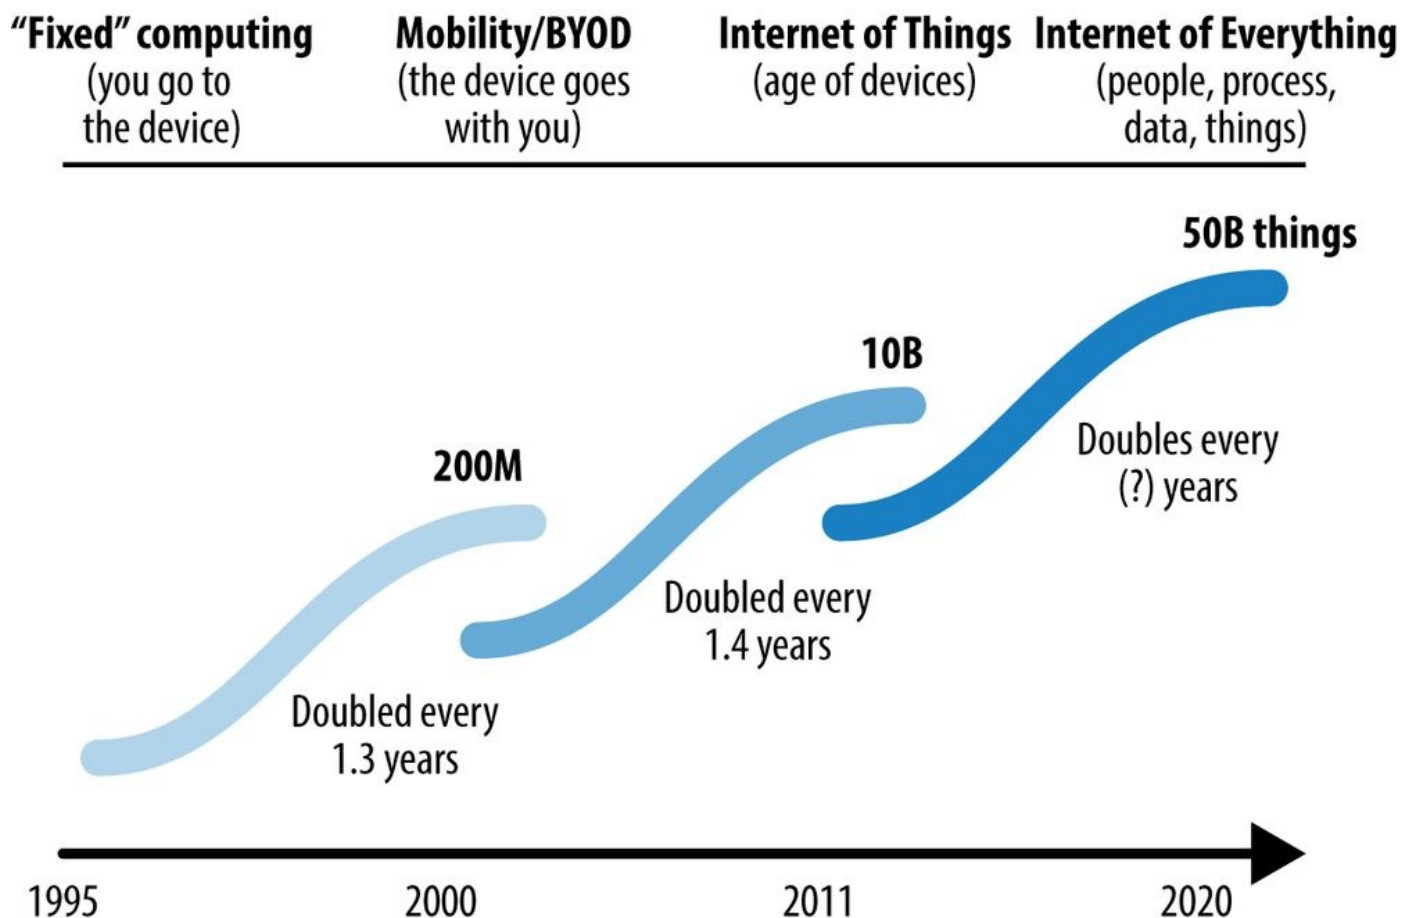 “Fixed” computing
(you go to
the device)
Mobility/BYOD
(the device goes
with you)
Internet of Things
(age of devices)
Internet of Everything
(people, process,
data, things)
50B things
10B
200M
Doubles every
(?) years
Doubled every
1.4 years
Doubled every
1.3 years
1995
2000
2011
2020